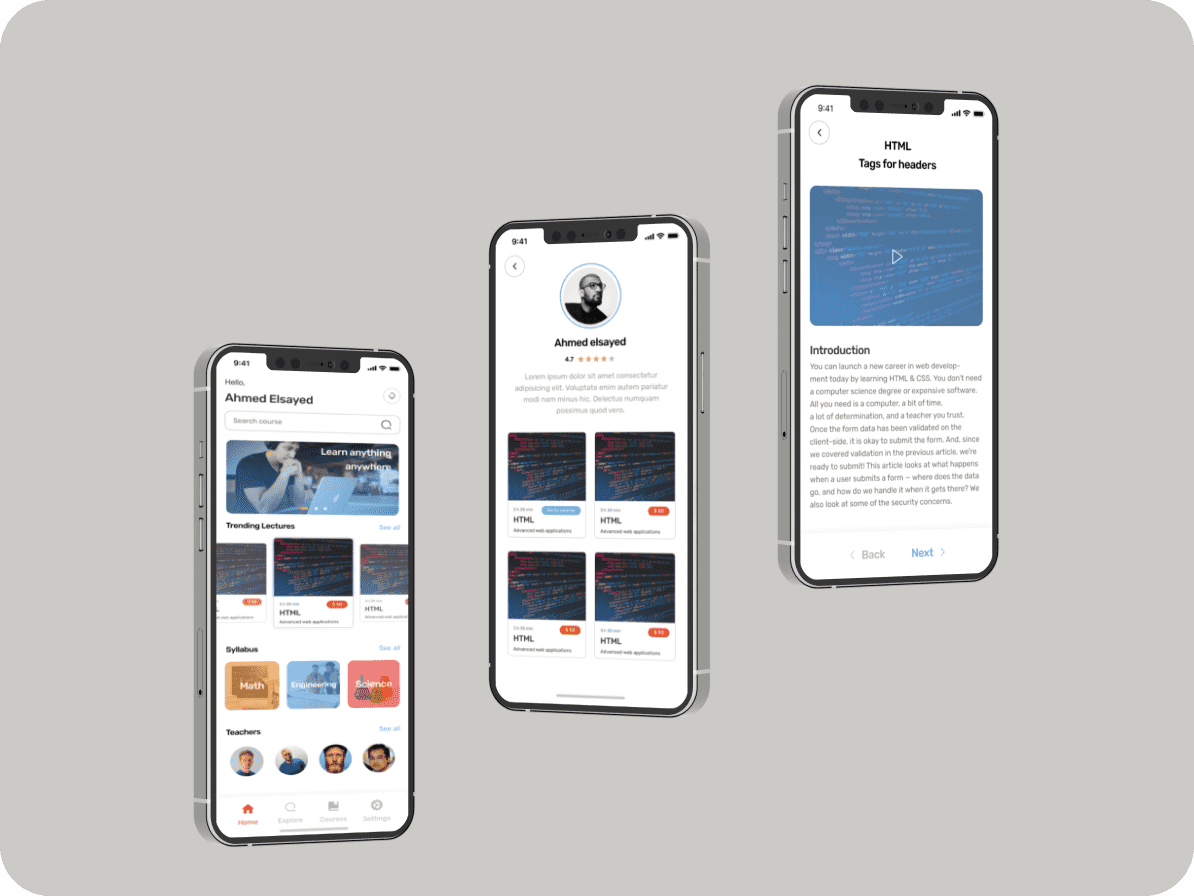 9:41
Hello,
Ahmed Elsayed
Search course
Learn anything
anywhere
Trending Lectures
See all
HTML
HTML
Advanced web applications
Syllabus
See all
Math
Engineering
Science
Teachers
See all
Home
Explore
Courses
Settings
9:41
Ahmed elsayed
4.7
Lorem ipsum dolor sit amet consectetur
adipisicing elit. Voluptate enim autem pariatur
modi nam minus hic. Delectus numquam
possimus quod vero.
HTML
Advanced web applications
$ 50
HTML
Advanced web applications
$ 50
HTML
Advanced web applications
$ 50
HTML
Advanced web applications
9:41
HTML
Tags for headers
Introduction
You can launch a new career in web develop-
ment today by learning HTML & CSS. You don't need
a computer science degree or expensive software.
All you need is a computer, a bit of time,
a lot of determination, and a teacher you trust.
Once the form data has been validated on the
client-side, it is okay to submit the form. And, since
we covered validation in the previous article, we're
ready to submit! This article looks at what happens
when a user submits a form — where does the data
go, and how do we handle it when it gets there? We
also look at some of the security concerns.
Back
Next